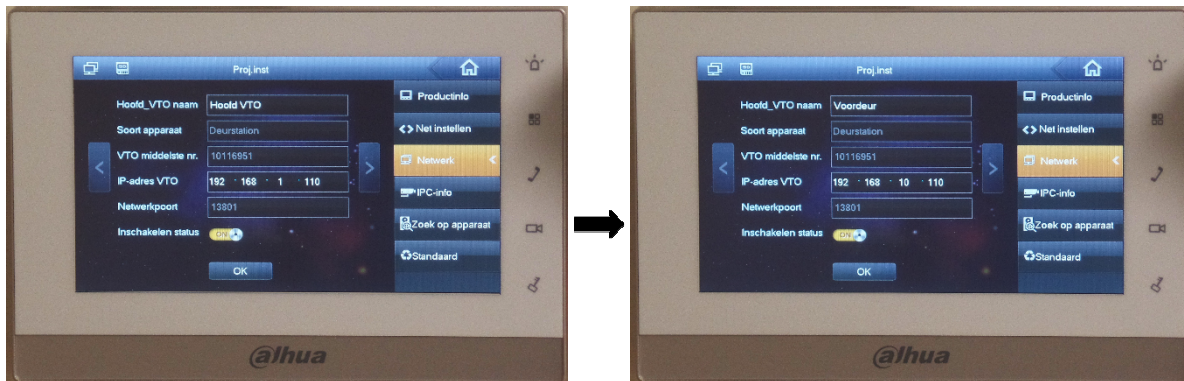 Proj.inst
Hoofd_VTO naam Hoofd VTO
Soort apparaat Deurstation
VTO middelste nr. 10116951
IP-adres VTO 192 · 168 · 1 · 110
Netwerkpoort 13801
Inschakelen status ON
OK
Productinfo
Net instellen
Netwerk
IPC-info
Zoek op apparaat
Standaard
alhua
Proj.inst
Hoofd_VTO naam Voordeur
Soort apparaat Deurstation
VTO middelste nr. 10116951
IP-adres VTO 192 · 168 · 10 · 110
Netwerkpoort 13801
Inschakelen status ON
OK
Productinfo
Net instellen
Netwerk
IPC-info
Zoek op apparaat
Standaard
alhua